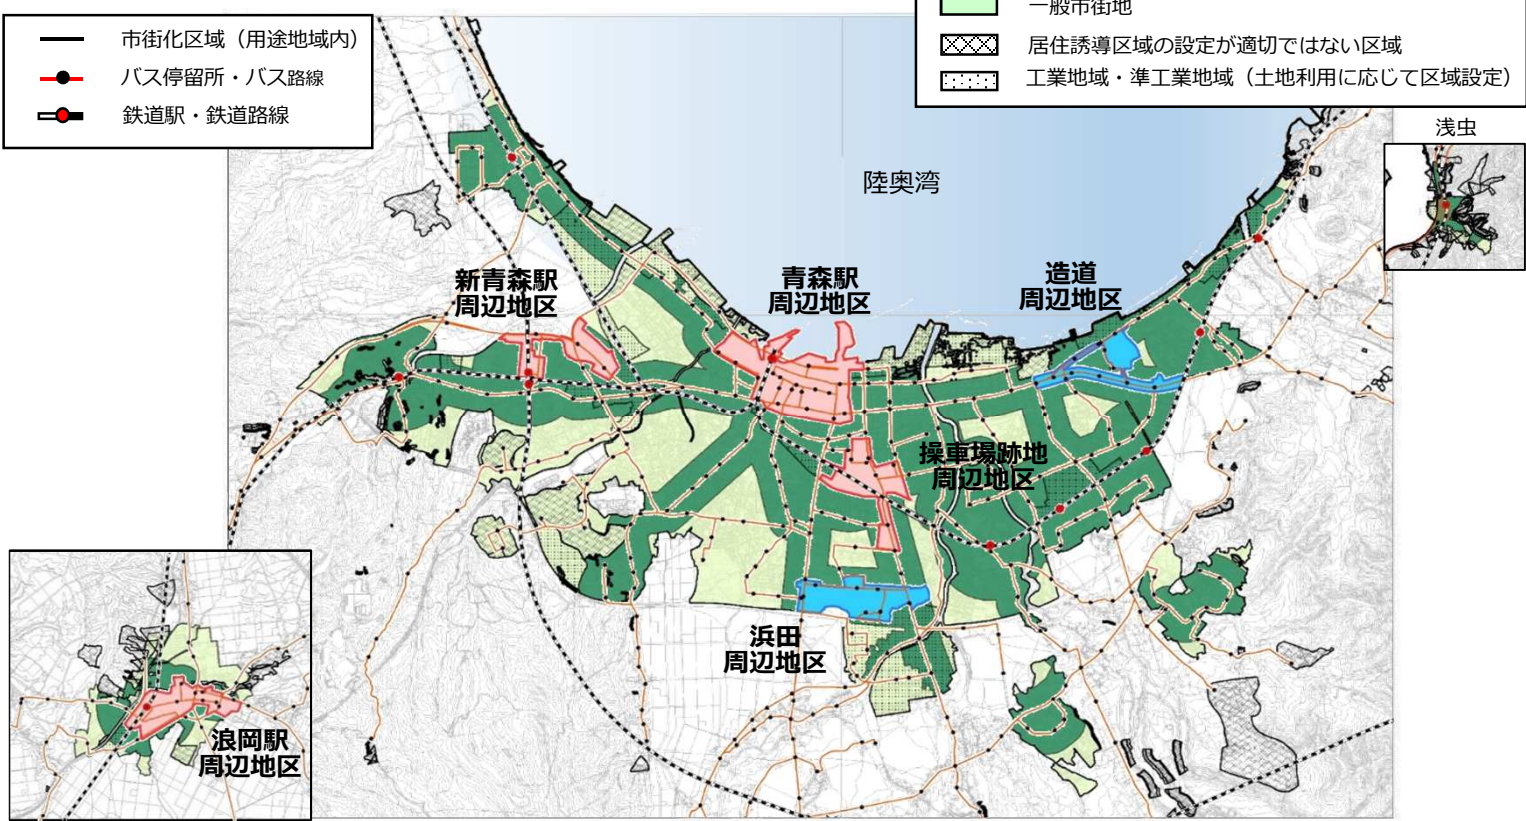 市街化区域（用途地域内）
バス停留所・バス路線
鉄道駅・鉄道路線
一般市街地
居住誘導区域の設定が適切ではない区域
工業地域・準工業地域（土地利用に応じて区域設定）
浅虫
陸奥湾
新青森駅
周辺地区
青森駅
周辺地区
造道
周辺地区
操車場跡地
周辺地区
浜田
周辺地区
浪岡駅
周辺地区